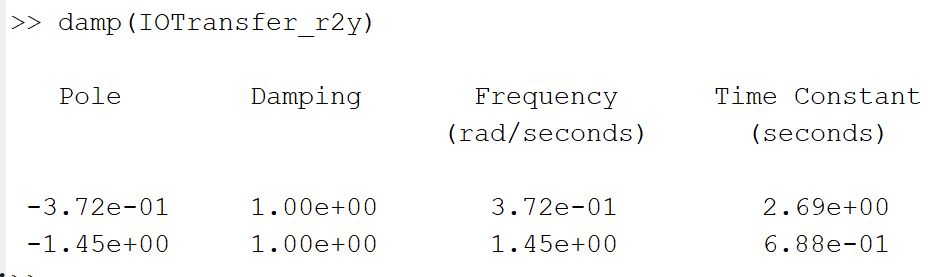 >> damp(IOTransfer_r2y)
Pole Damping Frequency Time Constant
(rad/seconds) (seconds)
-3.72e-01 1.00e+00 3.72e-01 2.69e+00
-1.45e+00 1.00e+00 1.45e+00 6.88e-01